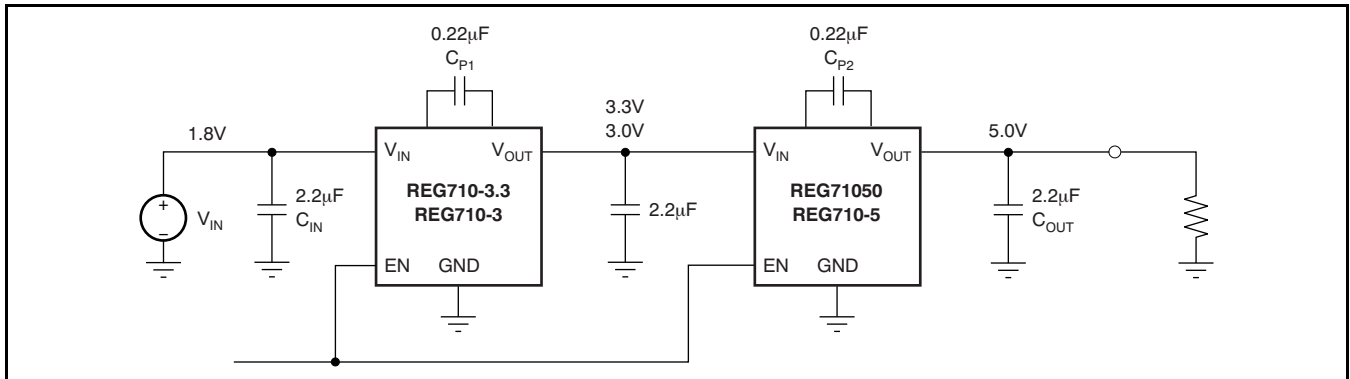 0.22μF
C_P1
0.22μF
C_P2
1.8V
3.3V
3.0V
5.0V
V_IN
V_OUT
V_IN
V_OUT
REG710-3.3
REG710-3
REG71050
REG710-5
+
−
V_IN
2.2μF
C_IN
2.2μF
2.2μF
C_OUT
EN
GND
EN
GND